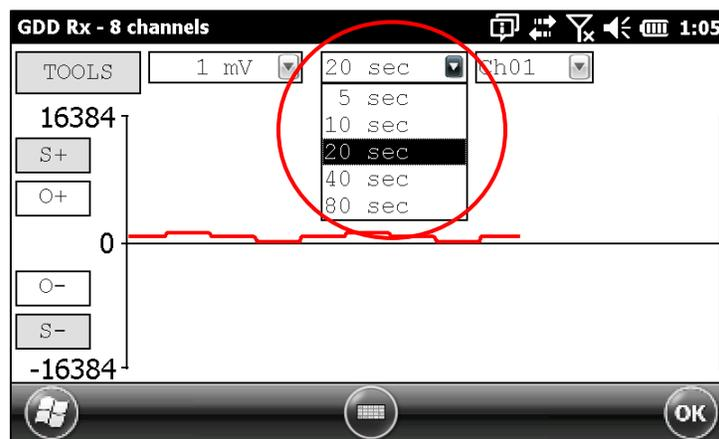 GDD Rx - 8 channels 1:05
TOOLS 1 mV 20 sec Ch01
5 sec
10 sec
20 sec
40 sec
80 sec
16384
S+
O+
0
O-
S-
-16384
OK